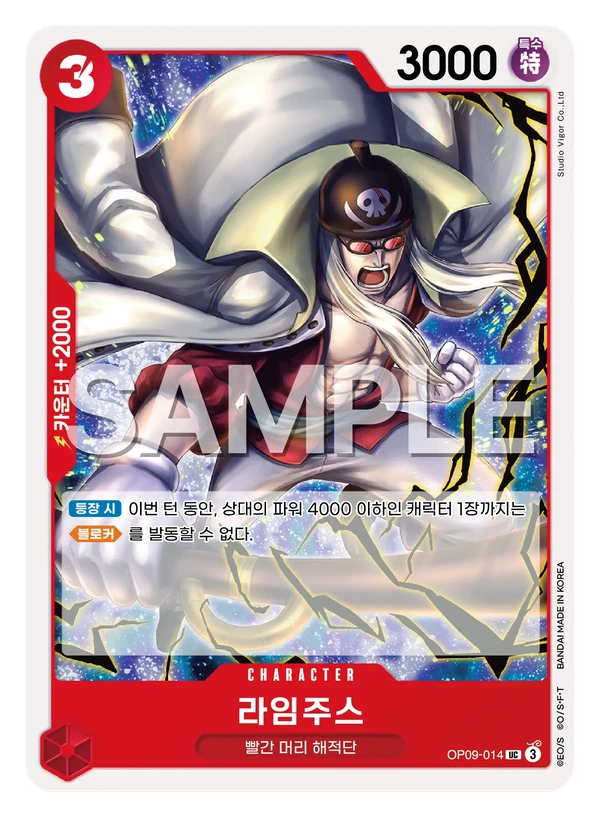 3
3000
특수
特
Studio Vigor Co.,Ltd
카운터 +2000
SAMPLE
등장 시 이번 턴 동안, 상대의 파워 4000 이하인 캐릭터 1장까지는
블로커 를 발동할 수 없다.
BANDAI MADE IN KOREA
©EO/S ©O/S·F·T
CHARACTER
라임주스
빨간 머리 해적단
OP09-014 UC 3